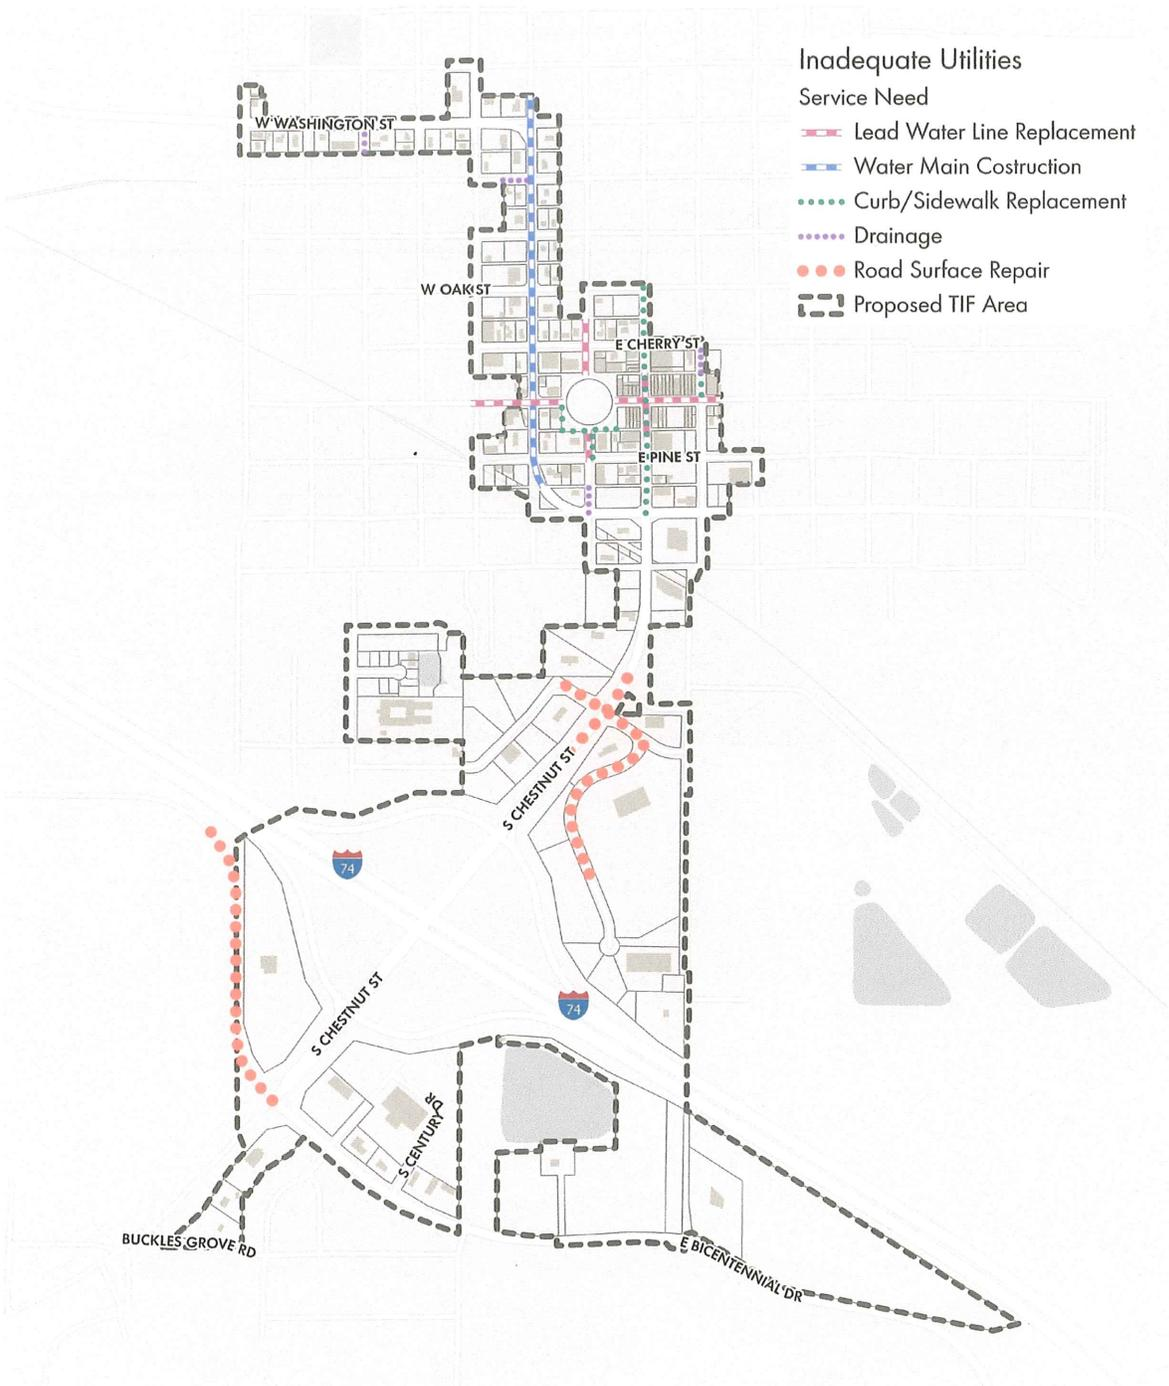 Inadequate Utilities
Service Need
Lead Water Line Replacement
Water Main Costruction
Curb/Sidewalk Replacement
Drainage
Road Surface Repair
Proposed TIF Area
W WASHINGTON ST
W OAK ST
E CHERRY ST
E PINE ST
S CHESTNUT ST
74
S CHESTNUT ST
74
S CENTURY DR
BUCKLES GROVE RD
E BICENTENNIAL DR